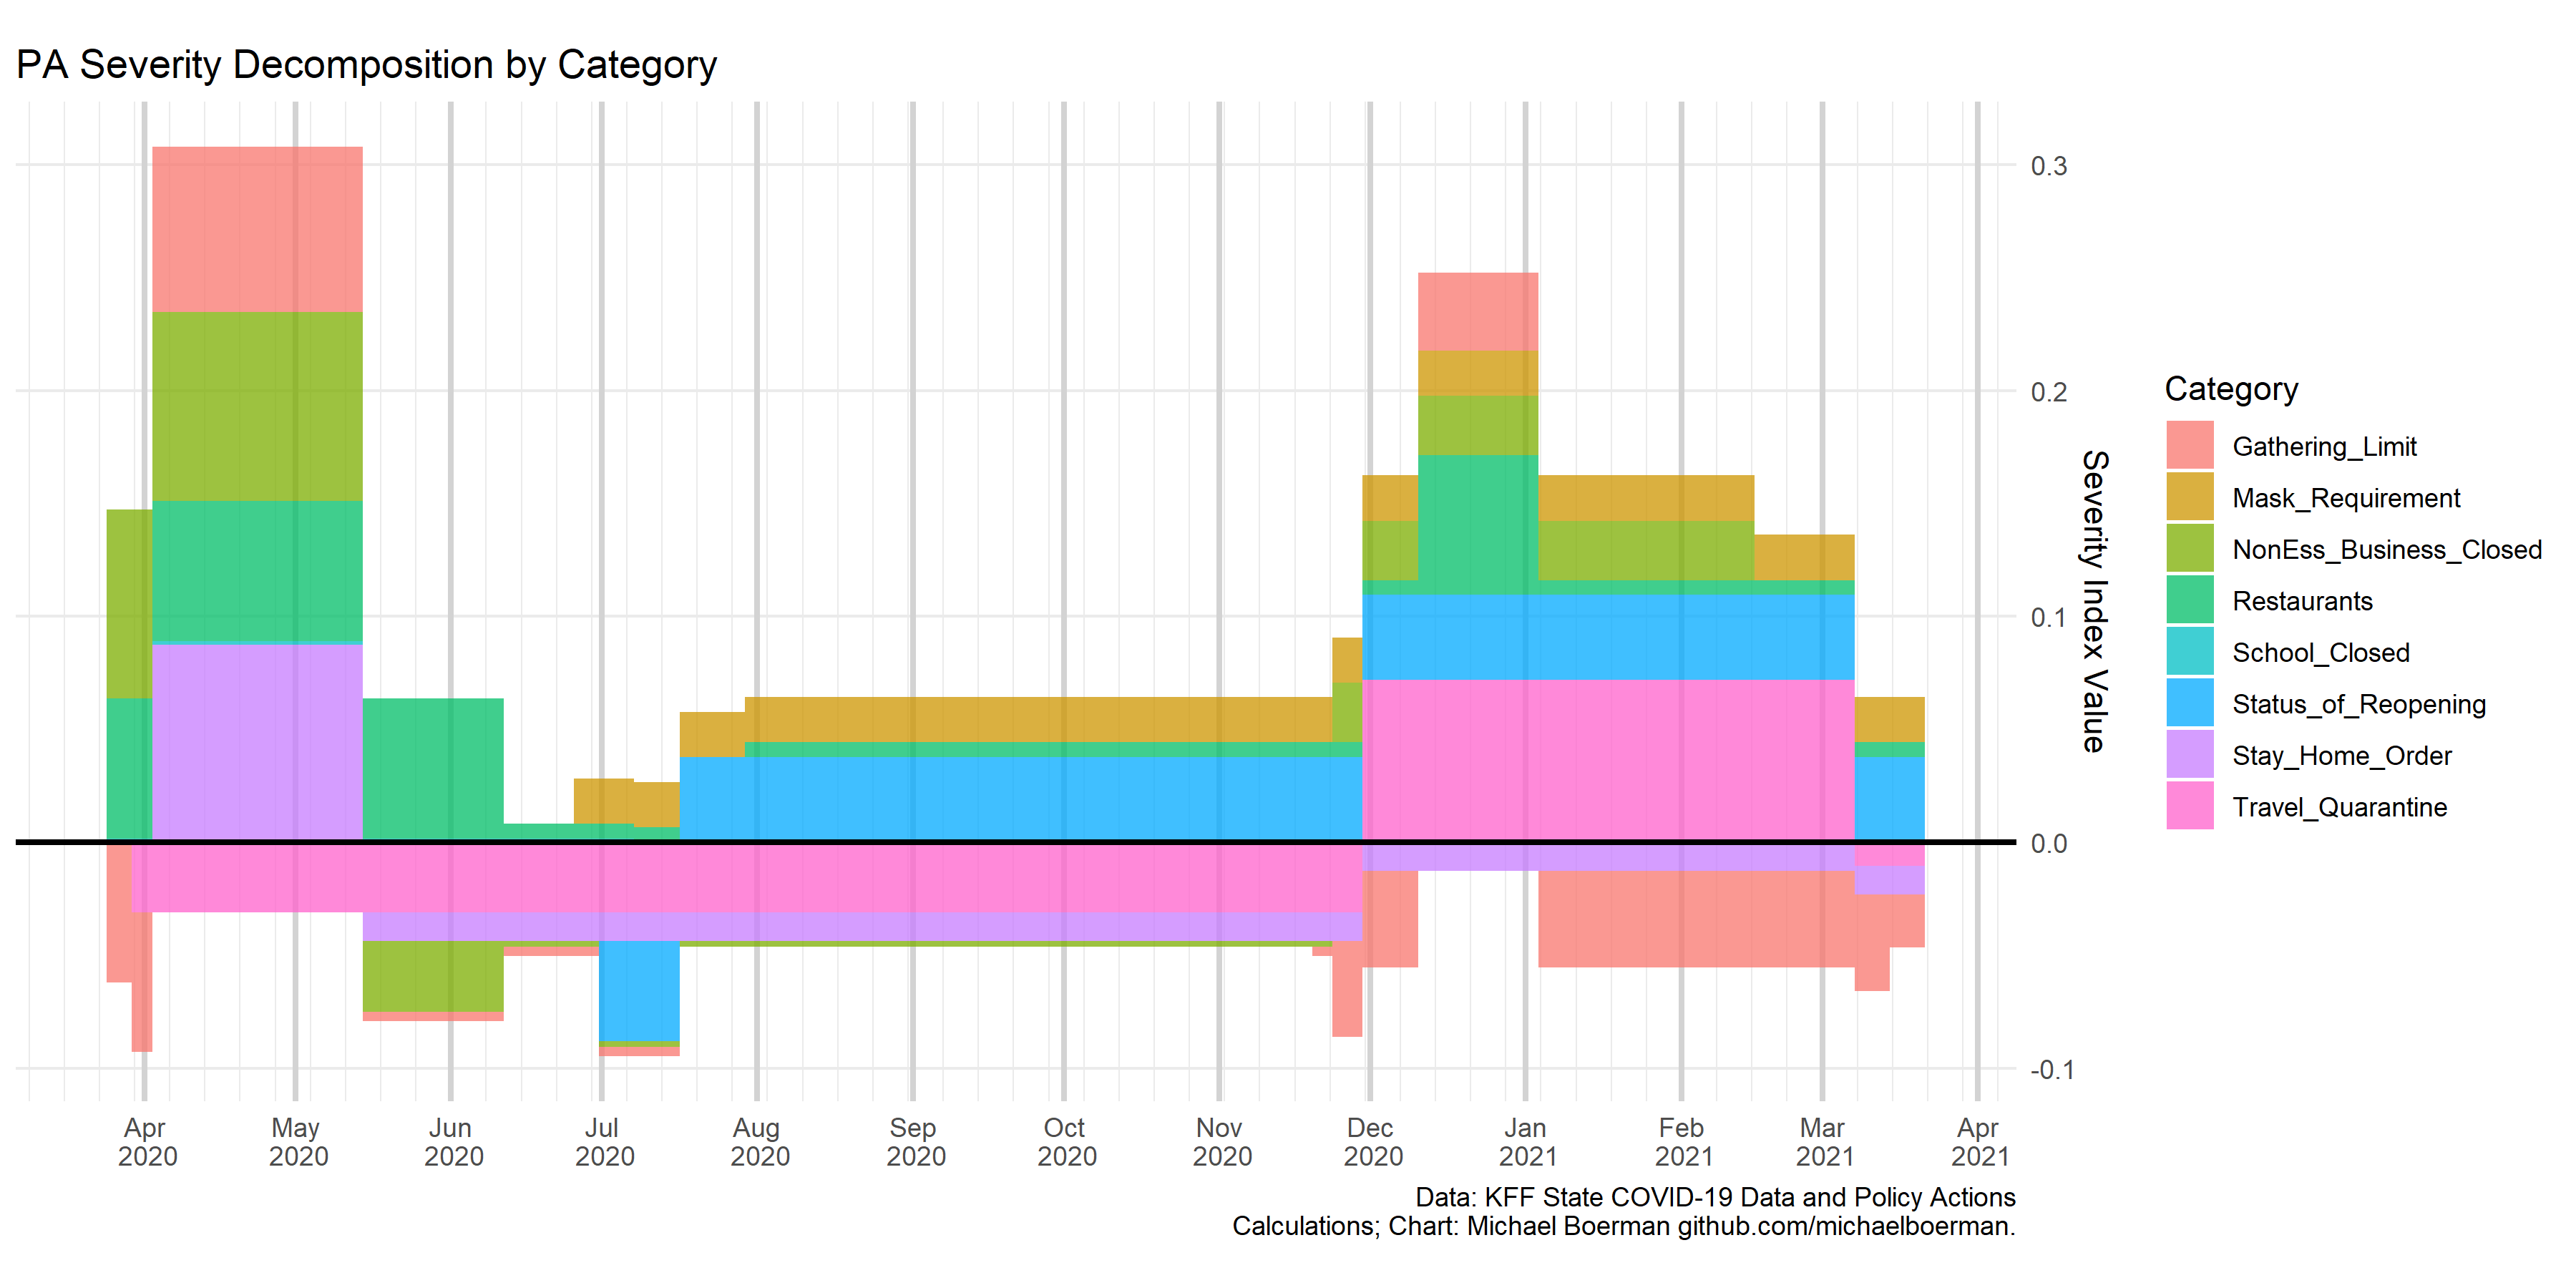 PA Severity Decomposition by Category
0.3
0.2
0.1
0.0
-0.1
Severity Index Value
Category
Gathering_Limit
Mask_Requirement
NonEss_Business_Closed
Restaurants
School_Closed
Status_of_Reopening
Stay_Home_Order
Travel_Quarantine
Apr May Jun Jul Aug Sep Oct Nov Dec Jan Feb Mar Apr
2020 2020 2020 2020 2020 2020 2020 2020 2020 2021 2021 2021 2021
Data: KFF State COVID-19 Data and Policy Actions
Calculations; Chart: Michael Boerman github.com/michaelboerman.